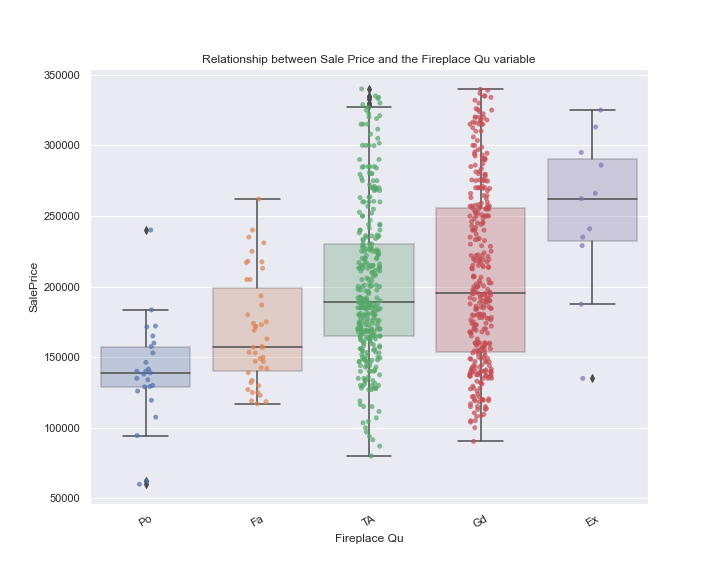 Relationship between Sale Price and the Fireplace Qu variable
350000
300000
250000
200000
150000
100000
50000
SalePrice
Po
Fa
TA
Gd
Ex
Fireplace Qu